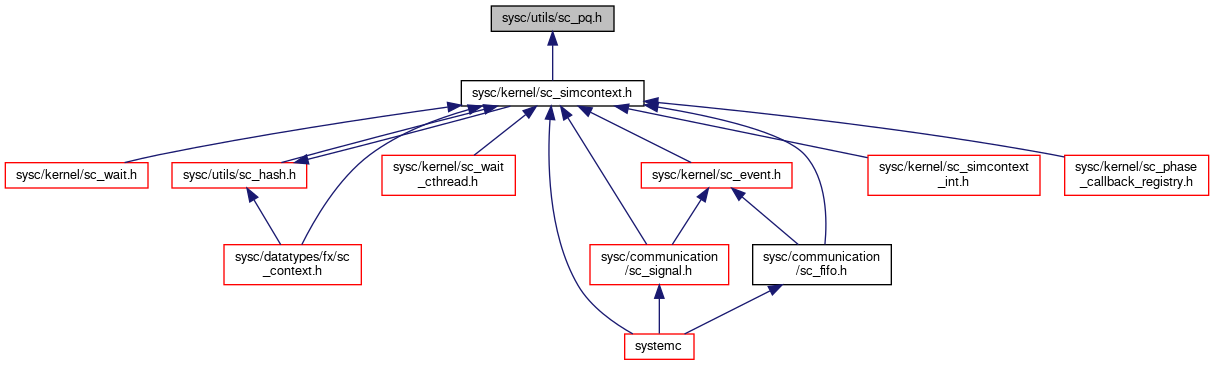 sysc/utils/sc_pq.h
sysc/kernel/sc_simcontext.h
sysc/kernel/sc_wait.h
sysc/utils/sc_hash.h
sysc/kernel/sc_wait
_cthread.h
sysc/kernel/sc_event.h
sysc/kernel/sc_simcontext
_int.h
sysc/kernel/sc_phase
_callback_registry.h
sysc/datatypes/fx/sc
_context.h
sysc/communication
/sc_signal.h
sysc/communication
/sc_fifo.h
systemc